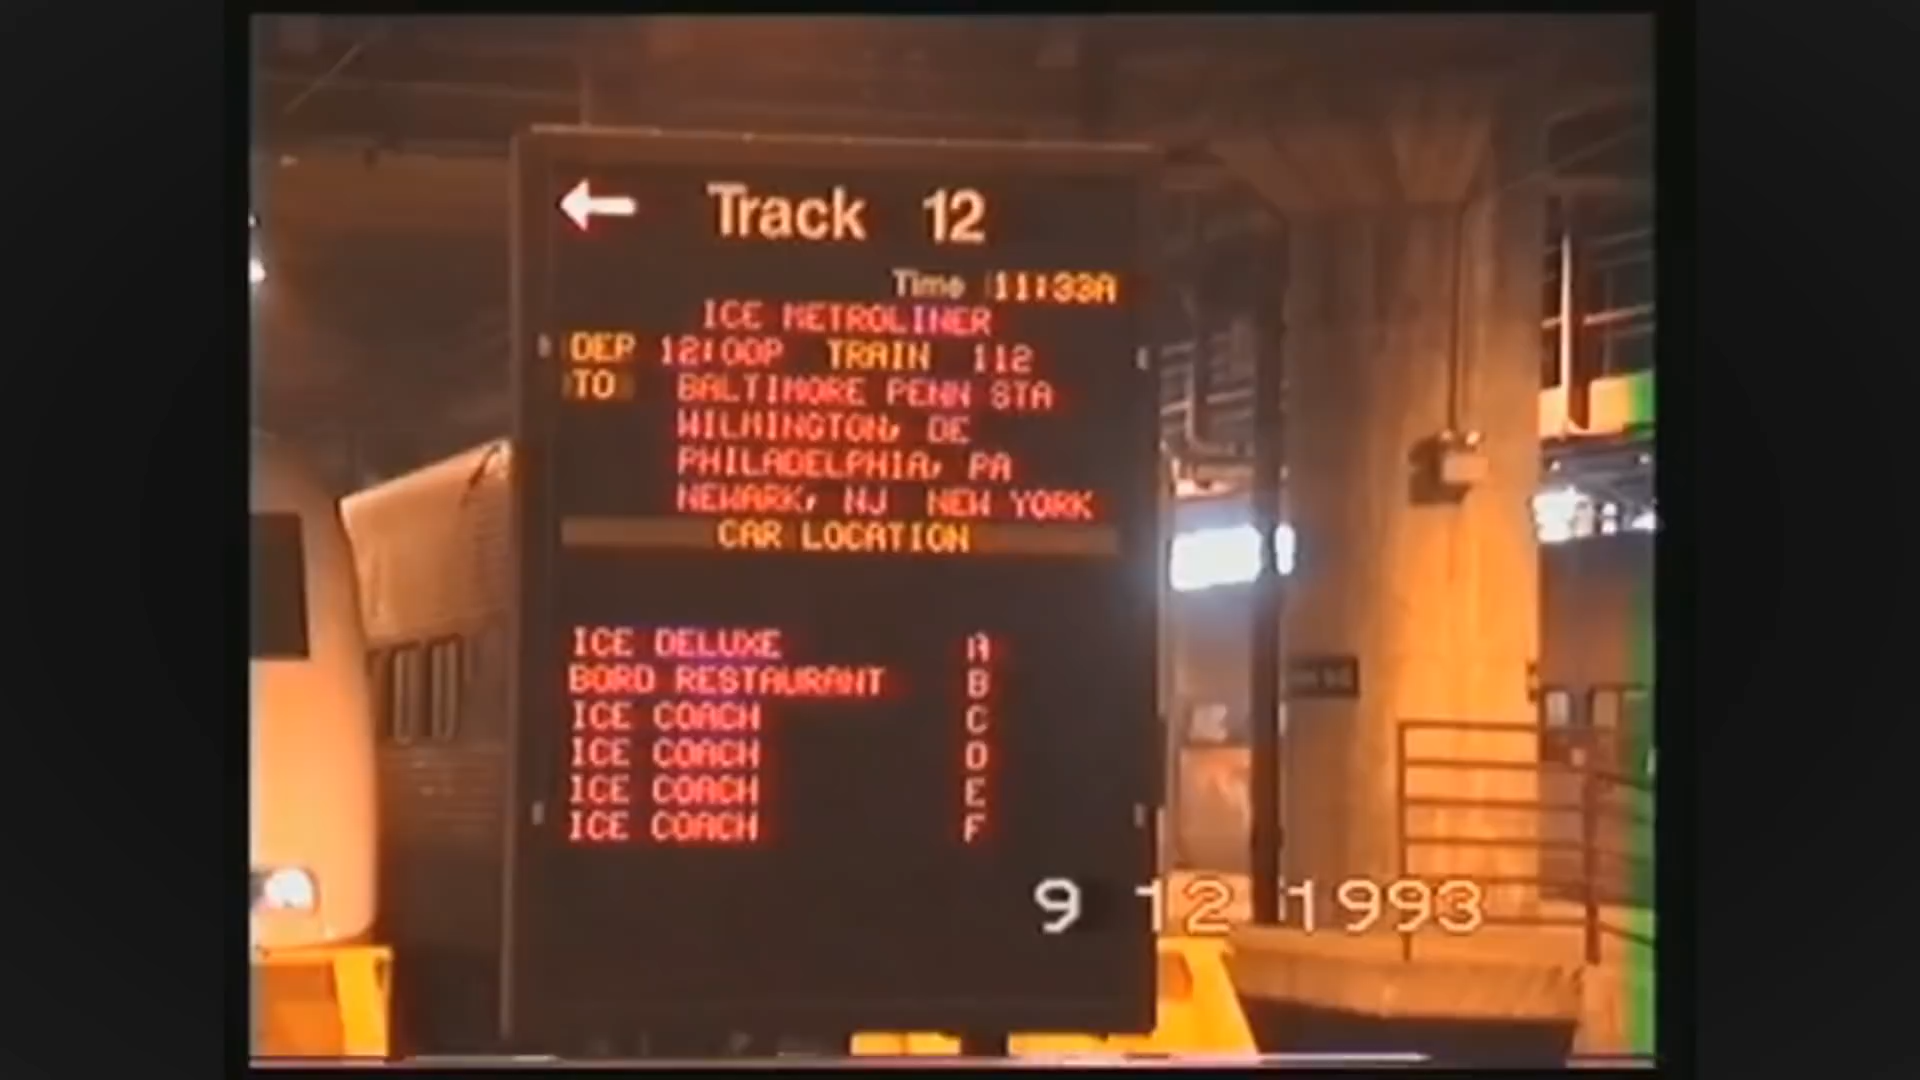 ← Track 12
Time 11:33A
ICE METROLINER
DEP 12:00P TRAIN 112
TO BALTIMORE PENN STA
WILMINGTON, DE
PHILADELPHIA, PA
NEWARK, NJ NEW YORK
CAR LOCATION
ICE DELUXE A
BORD RESTAURANT B
ICE COACH C
ICE COACH D
ICE COACH E
ICE COACH F
9 12 1993